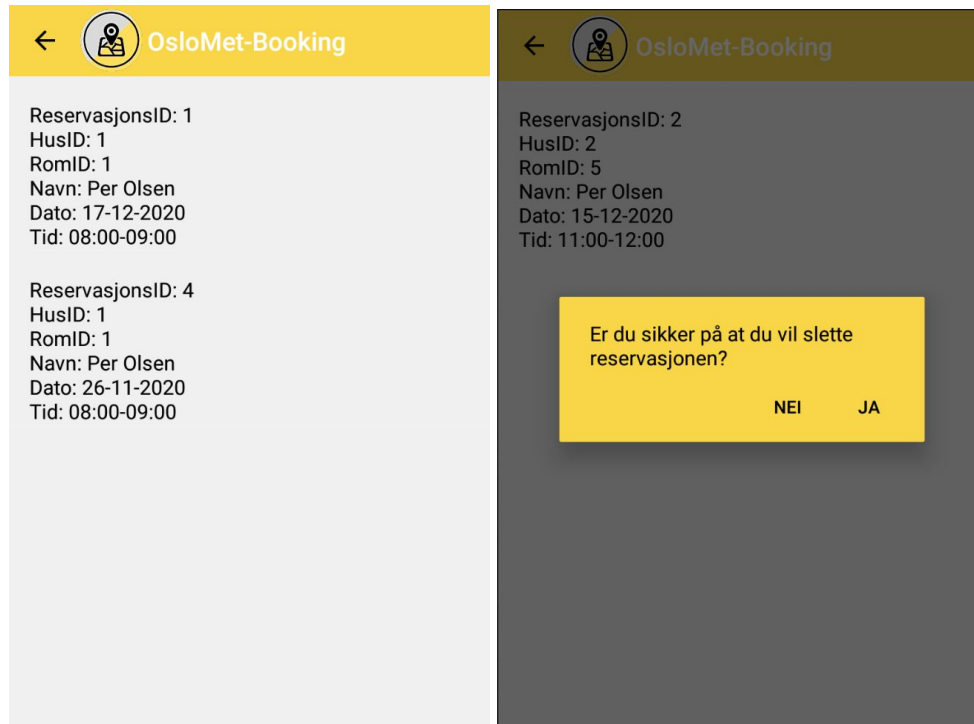 OsloMet-Booking
ReservasjonsID: 1
HusID: 1
RomID: 1
Navn: Per Olsen
Dato: 17-12-2020
Tid: 08:00-09:00
ReservasjonsID: 4
HusID: 1
RomID: 1
Navn: Per Olsen
Dato: 26-11-2020
Tid: 08:00-09:00
OsloMet-Booking
ReservasjonsID: 2
HusID: 2
RomID: 5
Navn: Per Olsen
Dato: 15-12-2020
Tid: 11:00-12:00
Er du sikker på at du vil slette
reservasjonen?
NEI JA